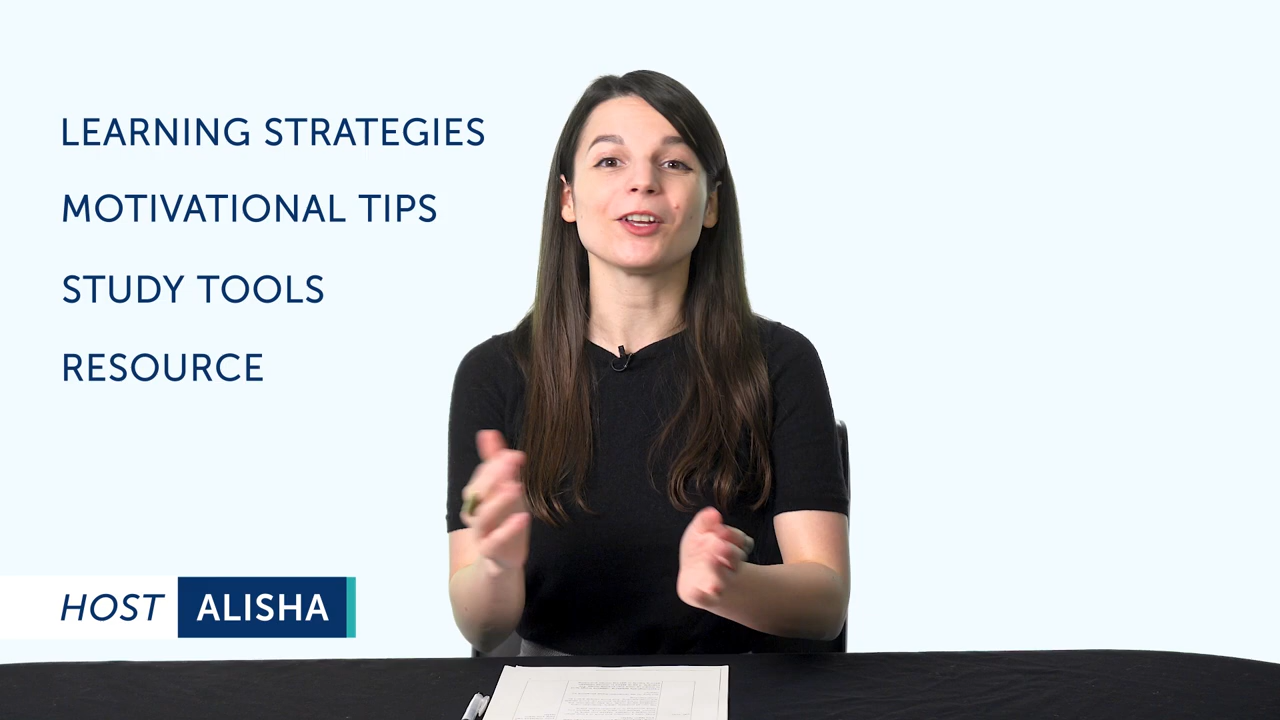 LEARNING STRATEGIES
MOTIVATIONAL TIPS
STUDY TOOLS
RESOURCE
HOST ALISHA